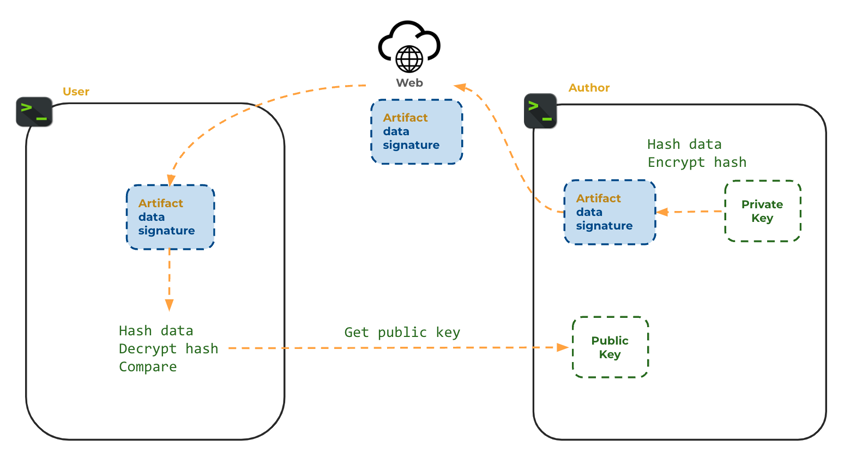 Web
User
Author
Artifact
data
signature
Hash data
Encrypt hash
Artifact
data
signature
Artifact
data
signature
Private
Key
Hash data
Decrypt hash
Compare
Get public key
Public
Key
>_
>_